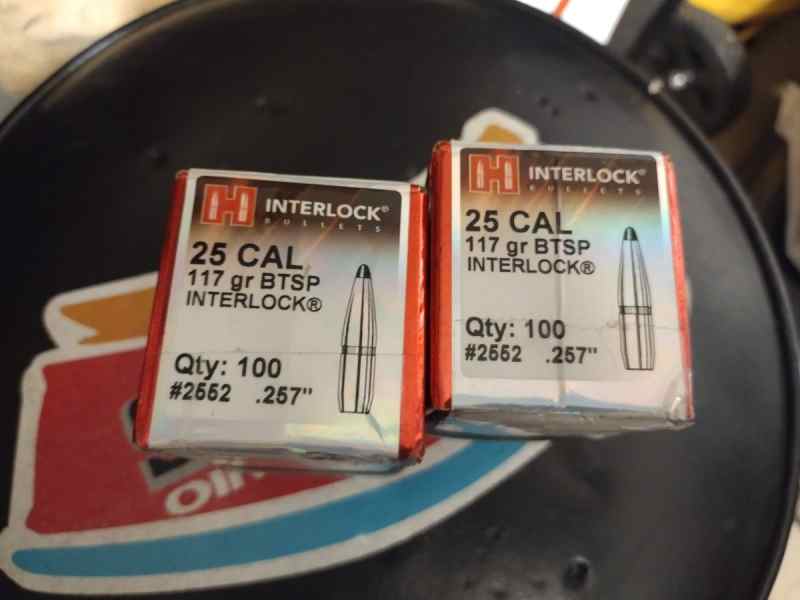 INTERLOCK®
BULLETS
25 CAL
117 gr BTSP
INTERLOCK®
Qty: 100
#2552 .257"
INTERLOCK®
BULLETS
25 CAL
117 gr BTSP
INTERLOCK®
Qty: 100
#2552 .257"